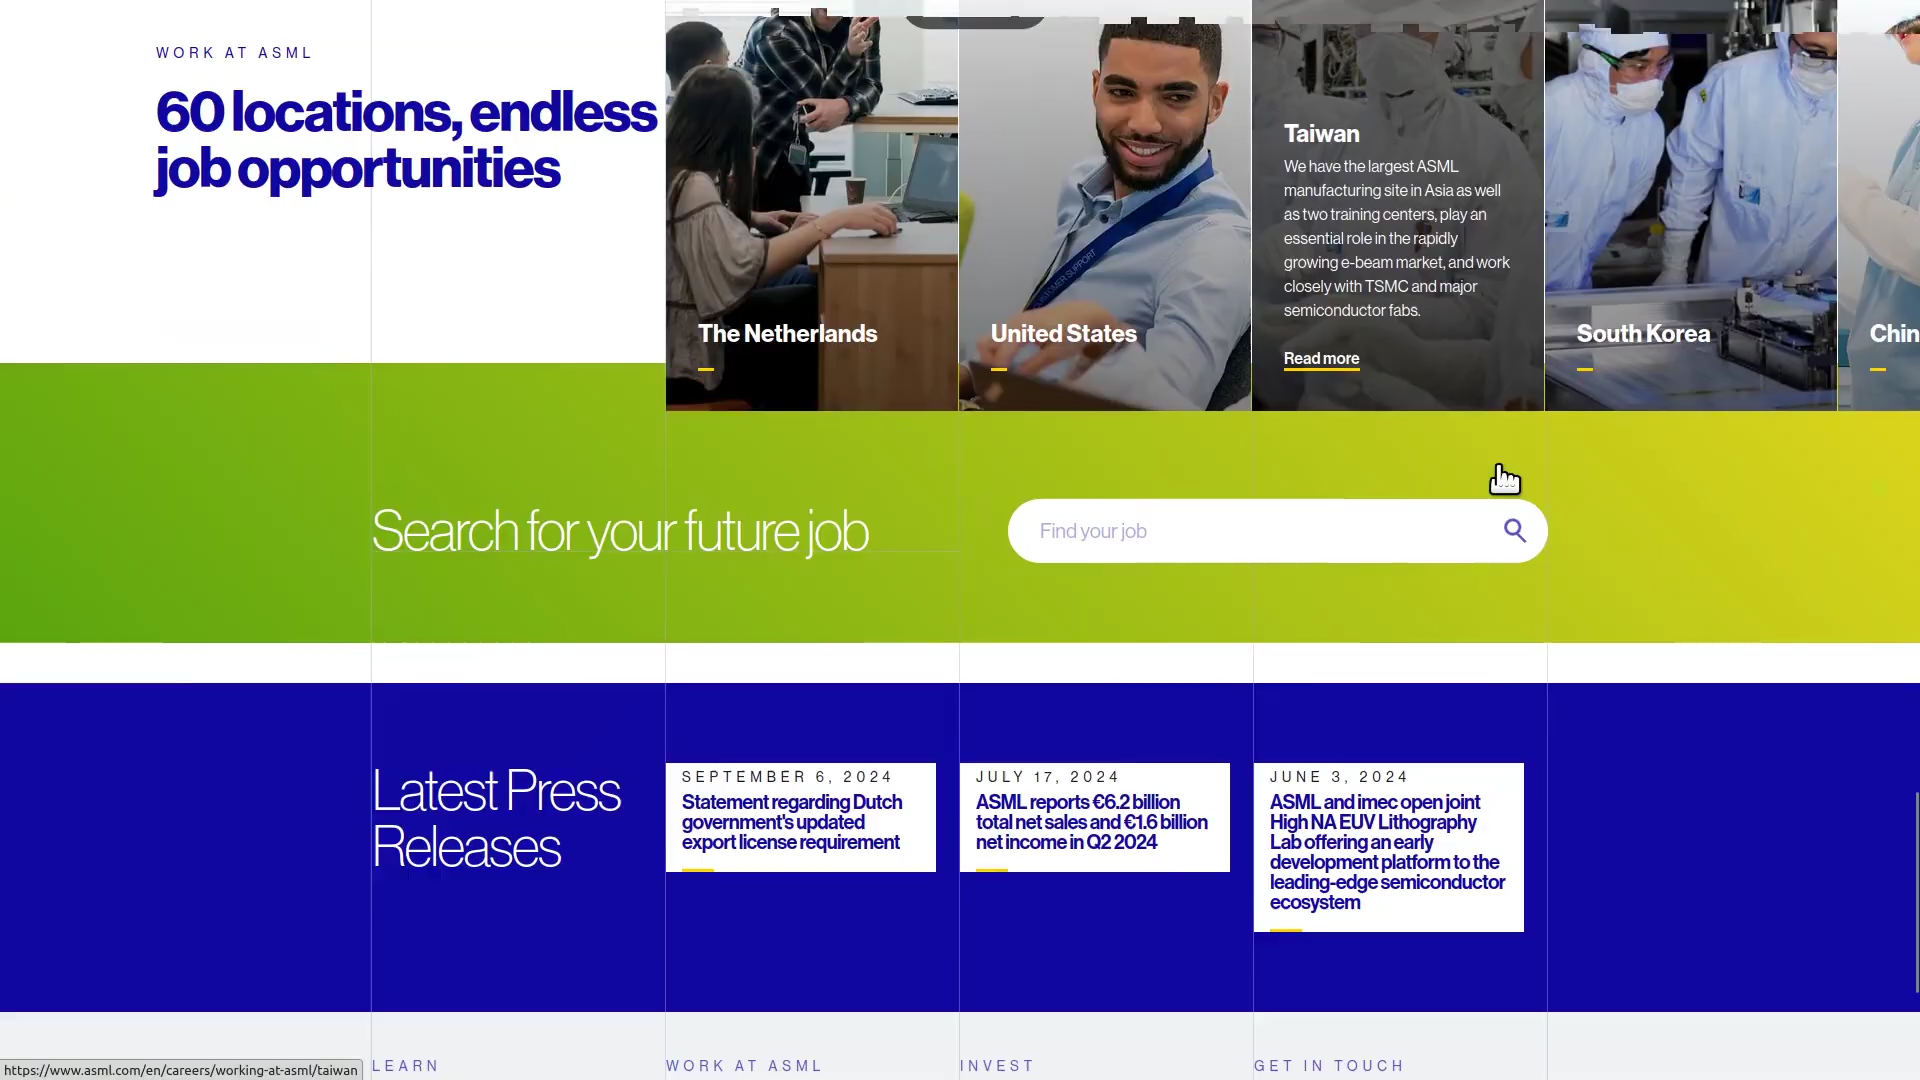 WORK AT ASML
60 locations, endless
job opportunities
The Netherlands
United States
CUSTOMER SUPPORT
Taiwan
We have the largest ASML
manufacturing site in Asia as well
as two training centers, play an
essential role in the rapidly
growing e-beam market, and work
closely with TSMC and major
semiconductor fabs.
Read more
South Korea
Chin
Search for your future job
Find your job
Latest Press
Releases
SEPTEMBER 6, 2024
Statement regarding Dutch
government's updated
export license requirement
JULY 17, 2024
ASML reports €6.2 billion
total net sales and €1.6 billion
net income in Q2 2024
JUNE 3, 2024
ASML and imec open joint
High NA EUV Lithography
Lab offering an early
development platform to the
leading-edge semiconductor
ecosystem
LEARN
WORK AT ASML
INVEST
GET IN TOUCH
https://www.asml.com/en/careers/working-at-asml/taiwan